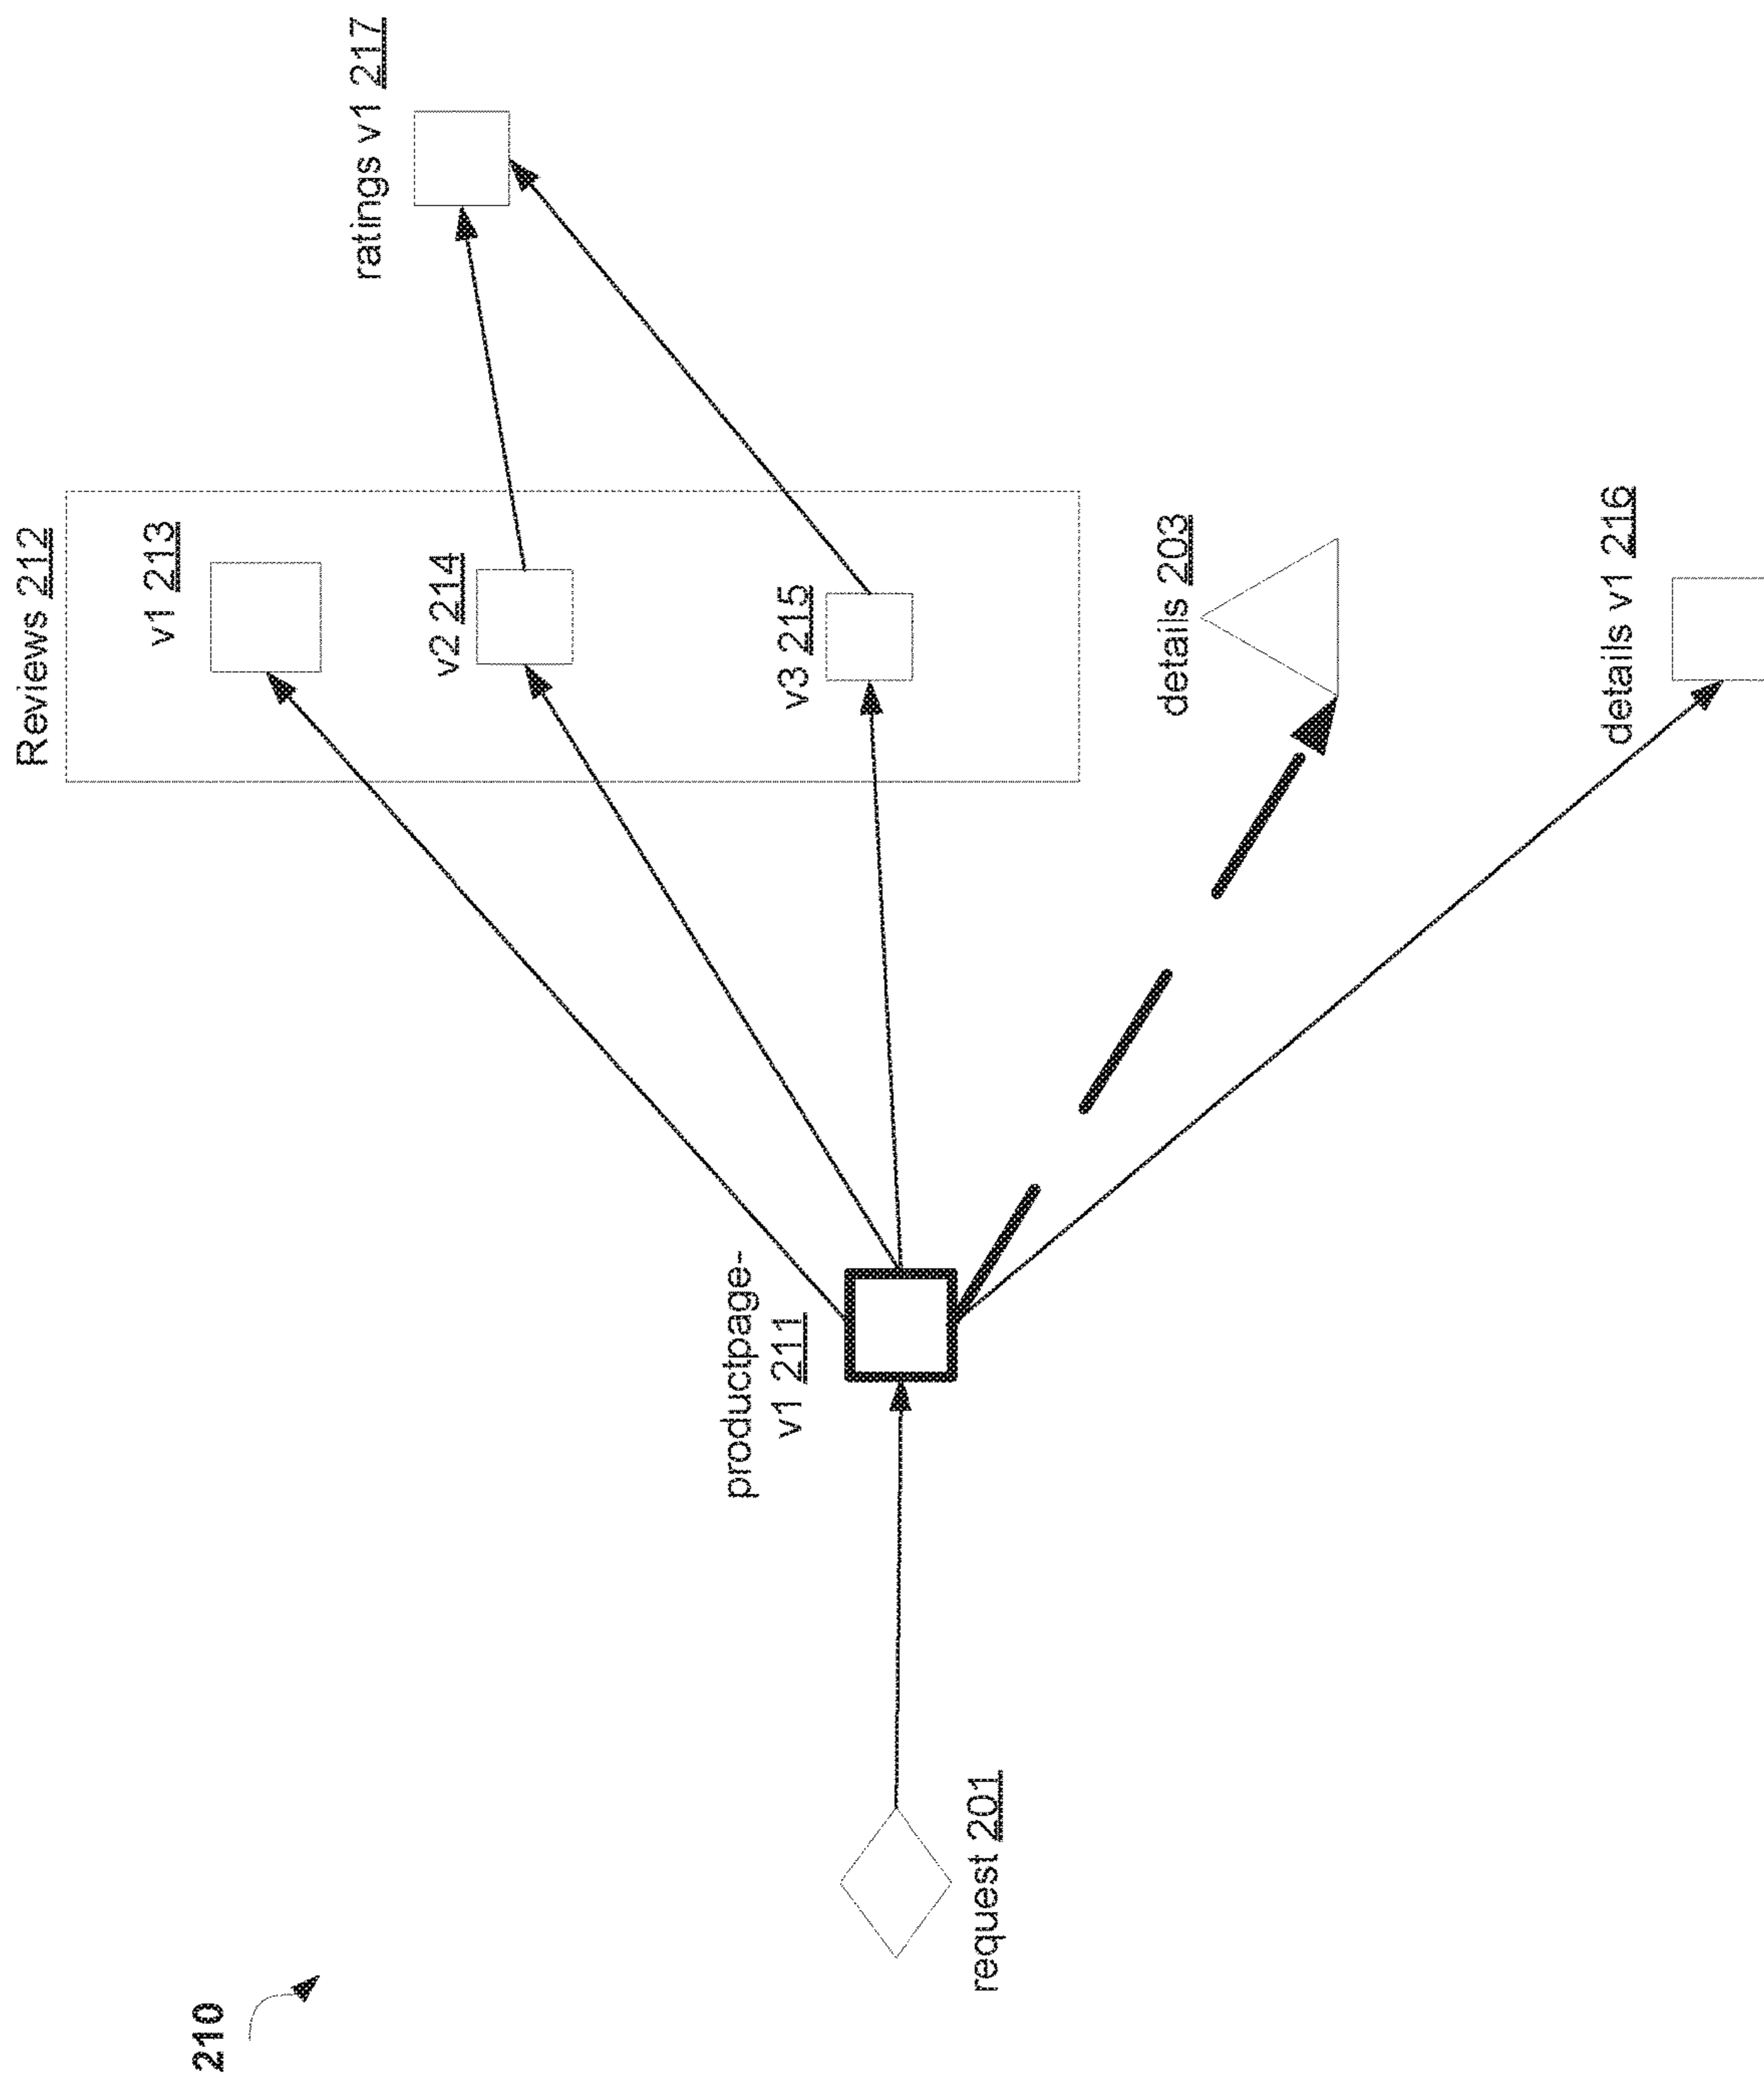 210
request 201
productpage-
v1 211
Reviews 212
v1 213
v2 214
v3 215
details 203
details v1 216
ratings v1 217